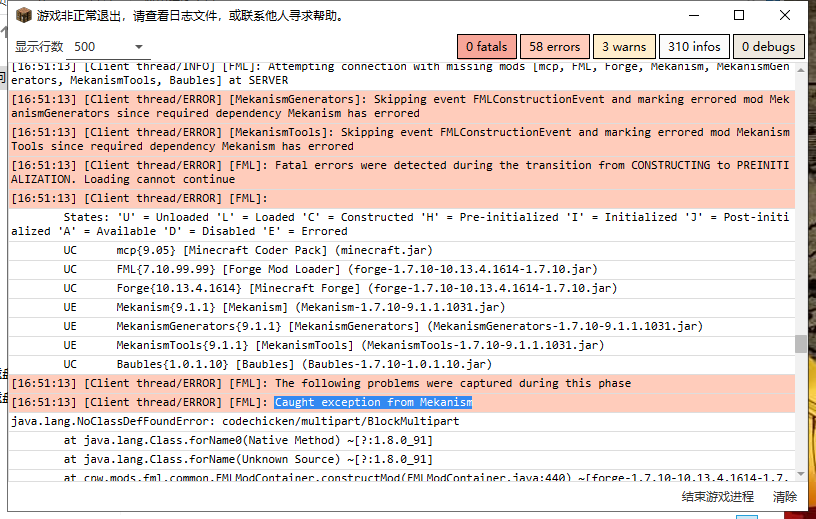 游戏非正常退出，请查看日志文件，或联系他人寻求帮助。
显示行数 500 0 fatals 58 errors 3 warns 310 infos 0 debugs
[16:51:13] [Client thread/INFO] [FML]: Attempting connection with missing mods [mcp, FML, Forge, Mekanism, MekanismGen
erators, MekanismTools, Baubles] at SERVER
[16:51:13] [Client thread/ERROR] [MekanismGenerators]: Skipping event FMLConstructionEvent and marking errored mod Mek
anismGenerators since required dependency Mekanism has errored
[16:51:13] [Client thread/ERROR] [MekanismTools]: Skipping event FMLConstructionEvent and marking errored mod Mekanism
Tools since required dependency Mekanism has errored
[16:51:13] [Client thread/ERROR] [FML]: Fatal errors were detected during the transition from CONSTRUCTING to PREINITI
ALIZATION. Loading cannot continue
[16:51:13] [Client thread/ERROR] [FML]:
States: 'U' = Unloaded 'L' = Loaded 'C' = Constructed 'H' = Pre-initialized 'I' = Initialized 'J' = Post-initi
alized 'A' = Available 'D' = Disabled 'E' = Errored
UC mcp{9.05} [Minecraft Coder Pack] (minecraft.jar)
UC FML{7.10.99.99} [Forge Mod Loader] (forge-1.7.10-10.13.4.1614-1.7.10.jar)
UC Forge{10.13.4.1614} [Minecraft Forge] (forge-1.7.10-10.13.4.1614-1.7.10.jar)
UE Mekanism{9.1.1} [Mekanism] (Mekanism-1.7.10-9.1.1.1031.jar)
UE MekanismGenerators{9.1.1} [MekanismGenerators] (MekanismGenerators-1.7.10-9.1.1.1031.jar)
UE MekanismTools{9.1.1} [MekanismTools] (MekanismTools-1.7.10-9.1.1.1031.jar)
UC Baubles{1.0.1.10} [Baubles] (Baubles-1.7.10-1.0.1.10.jar)
[16:51:13] [Client thread/ERROR] [FML]: The following problems were captured during this phase
[16:51:13] [Client thread/ERROR] [FML]: Caught exception from Mekanism
java.lang.NoClassDefFoundError: codechicken/multipart/BlockMultipart
at java.lang.Class.forName0(Native Method) ~[?:1.8.0_91]
at java.lang.Class.forName(Unknown Source) ~[?:1.8.0_91]
at cpw.mods.fml.common.FMLModContainer.constructMod(FMLModContainer.java:440) ~[forge-1.7.10-10.13.4.1614-1.7.
结束游戏进程 清除